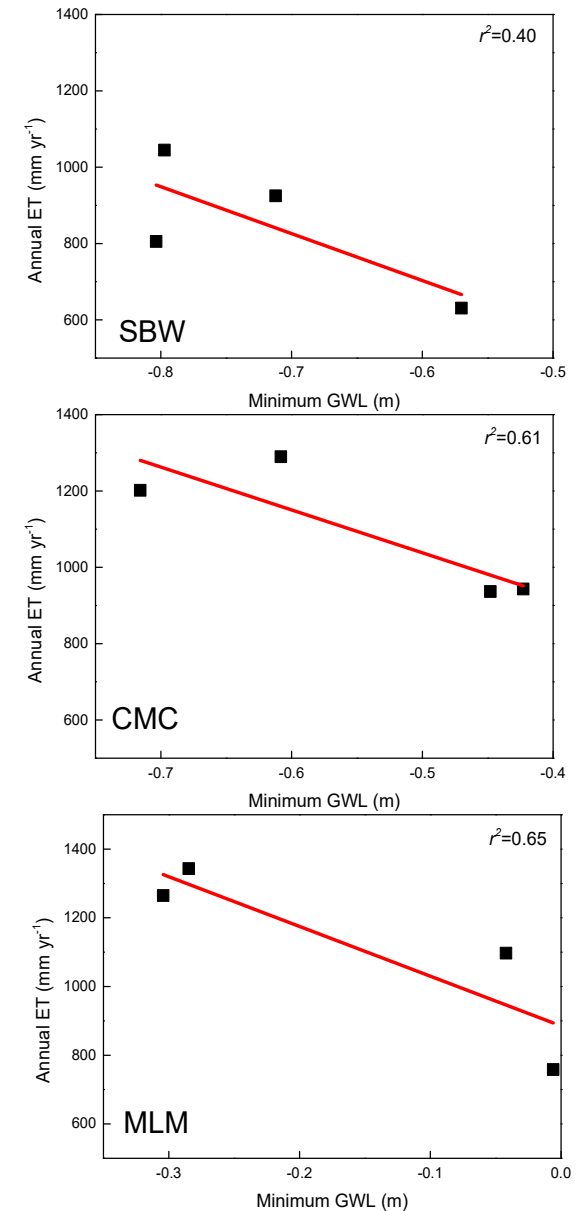 1400
r²=0.40
1200
1000
800
600
Annual ET (mm yr⁻¹)
SBW
-0.8 -0.7 -0.6 -0.5
Minimum GWL (m)
1400
r²=0.61
1200
1000
800
600
Annual ET (mm yr⁻¹)
CMC
-0.7 -0.6 -0.5 -0.4
Minimum GWL (m)
1400
r²=0.65
1200
1000
800
600
Annual ET (mm yr⁻¹)
MLM
-0.3 -0.2 -0.1 0.0
Minimum GWL (m)